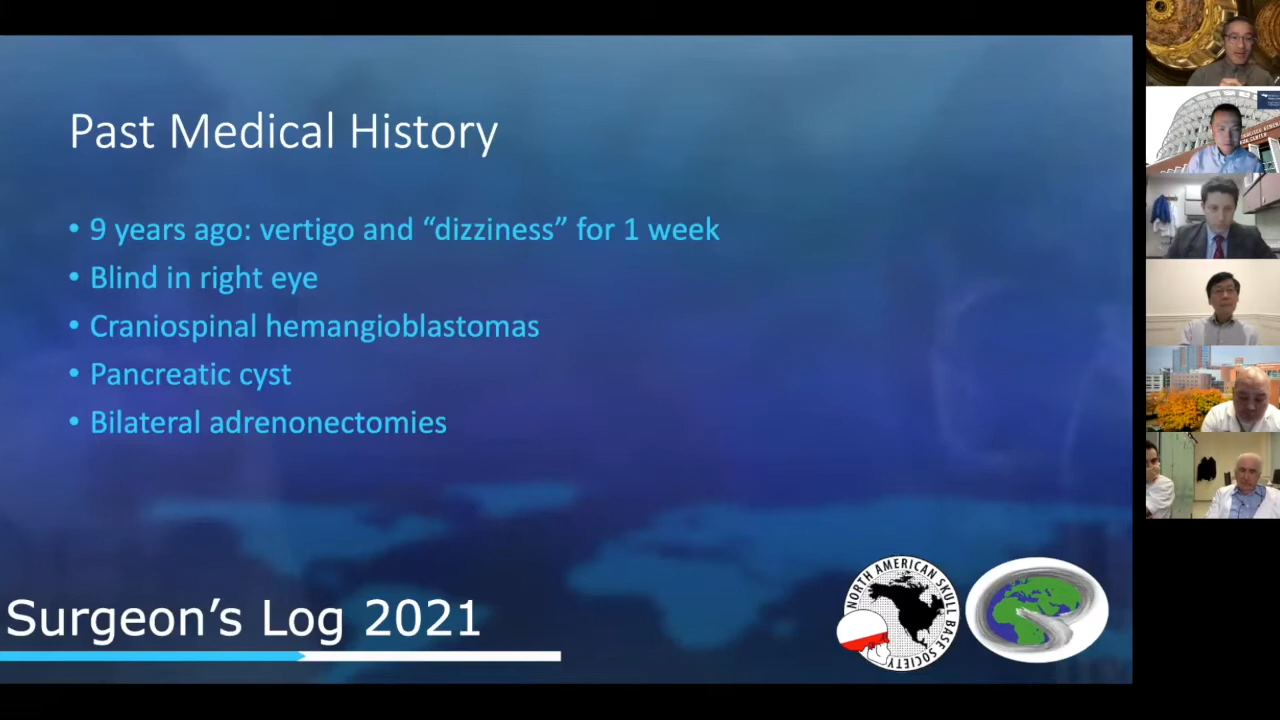 Past Medical History
• 9 years ago: vertigo and “dizziness” for 1 week
• Blind in right eye
• Craniospinal hemangioblastomas
• Pancreatic cyst
• Bilateral adrenonectomies
Surgeon’s Log 2021
NORTH AMERICAN SKULL BASE SOCIETY